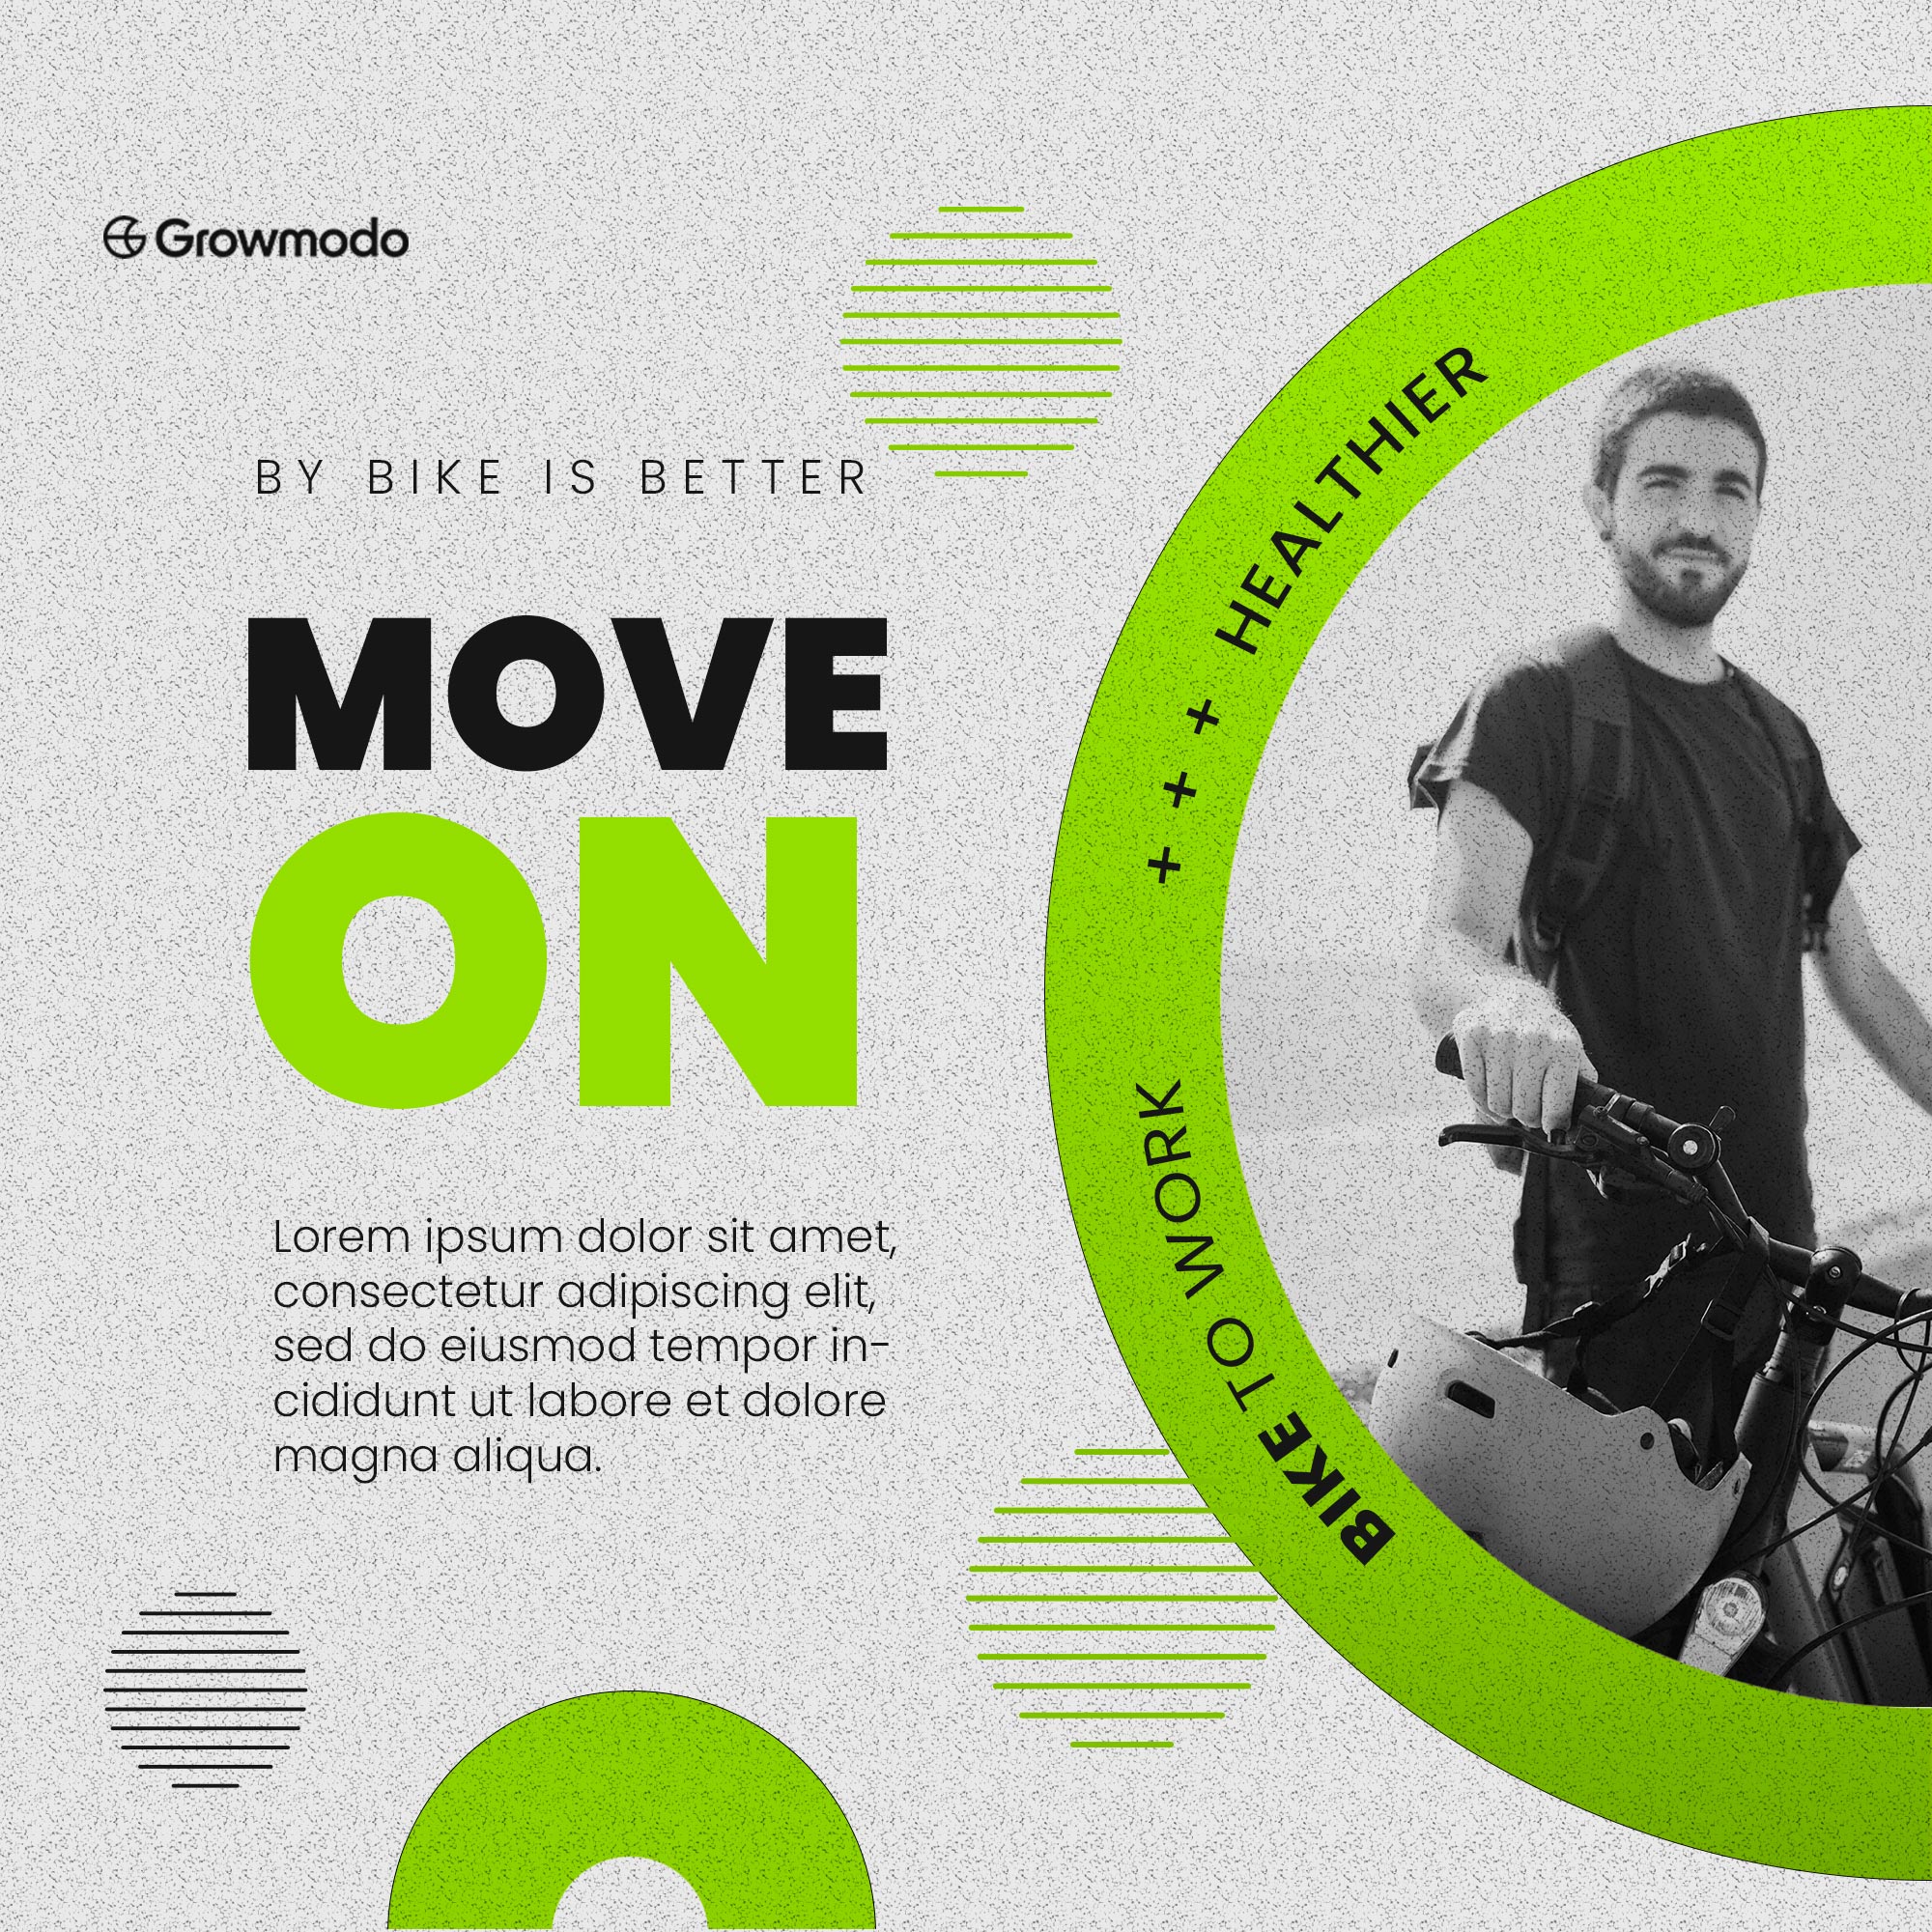 Growmodo
BY BIKE IS BETTER
MOVE
ON
Lorem ipsum dolor sit amet,
consectetur adipiscing elit,
sed do eiusmod tempor in-
cididunt ut labore et dolore
magna aliqua.
BIKE TO WORK + + + HEALTHIER